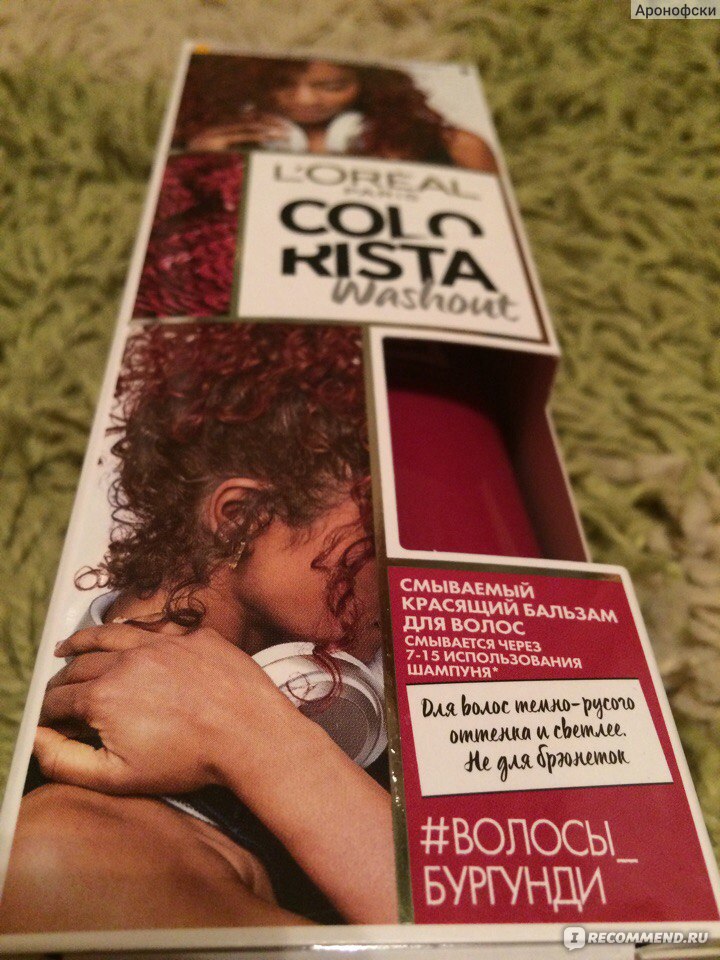 Аронофски
L'ORÉAL
PARIS
COLO
RISTA
Washout
СМЫВАЕМЫЙ
КРАСЯЩИЙ БАЛЬЗАМ
ДЛЯ ВОЛОС
СМЫВАЕТСЯ ЧЕРЕЗ
7-15 ИСПОЛЬЗОВАНИЯ
ШАМПУНЯ*
Для волос темно-русого
оттенка и светлее.
Не для брюнеток
#ВОЛОСЫ_
БУРГУНДИ
IRECOMMEND.RU